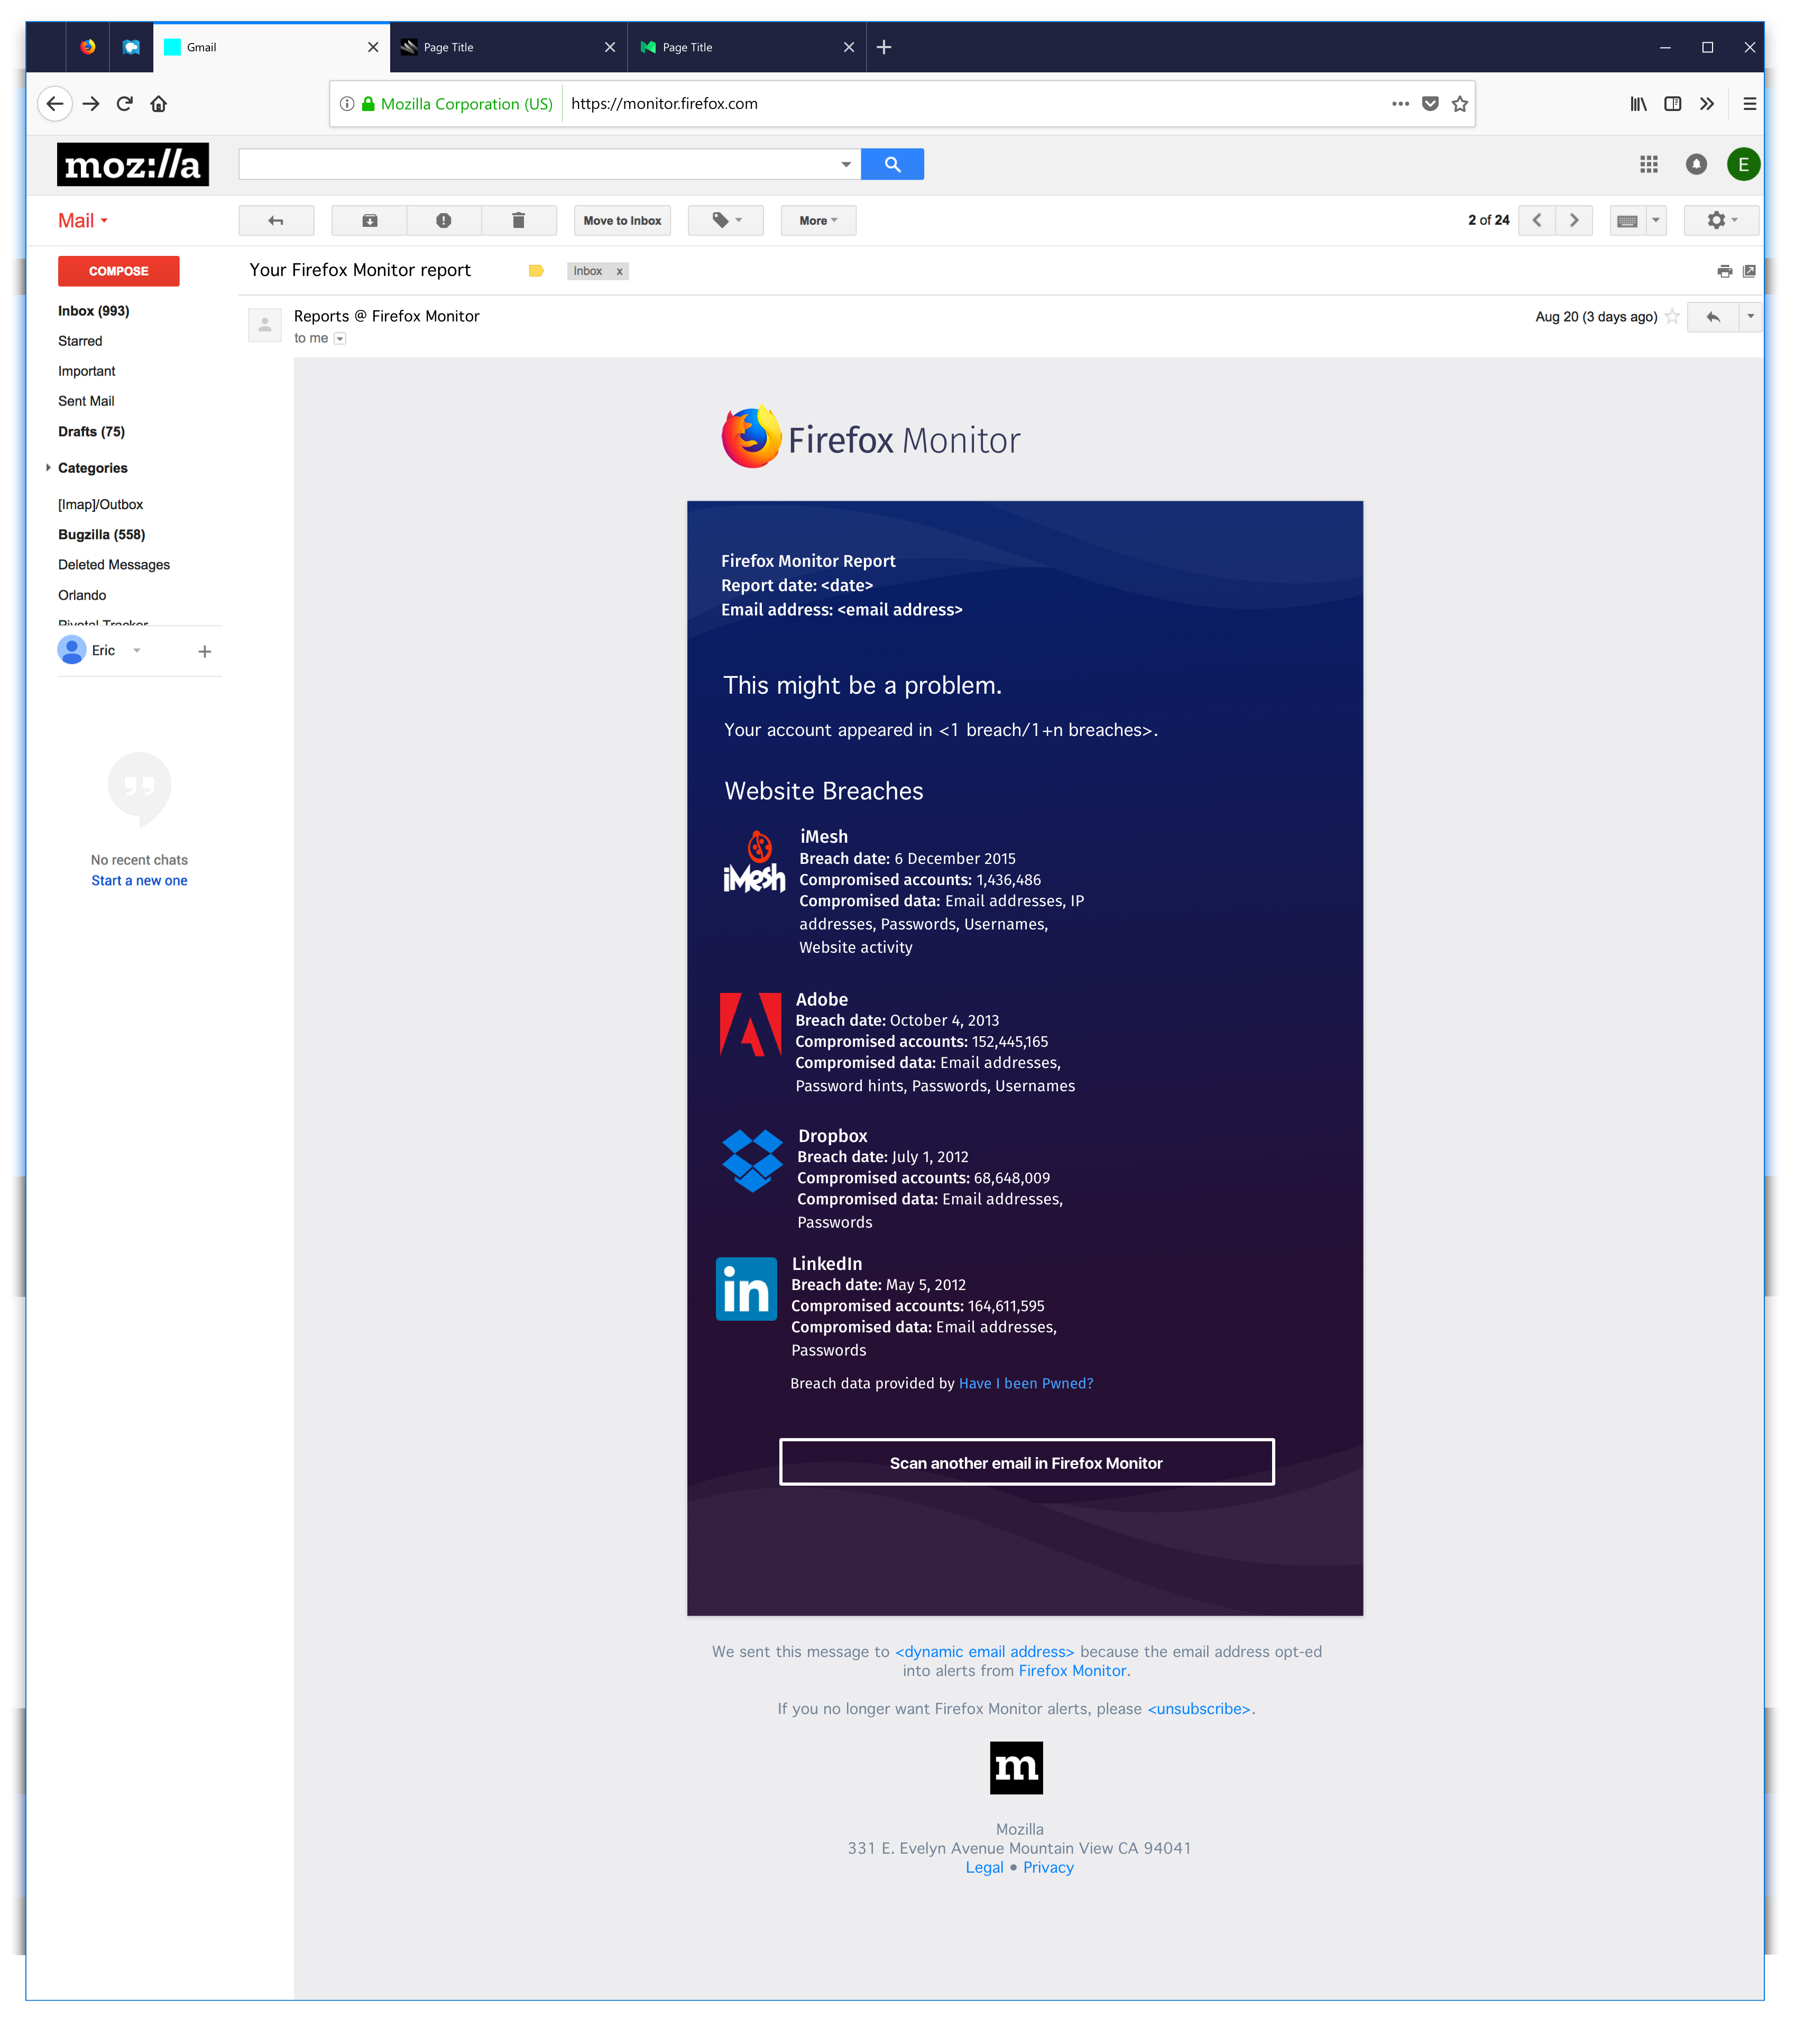 Gmail
Page Title
Page Title
Mozilla Corporation (US)
https://monitor.firefox.com
moz://a
E
Mail
Move to Inbox
More
2 of 24
COMPOSE
Your Firefox Monitor report
Inbox x
Inbox (993)
Starred
Important
Sent Mail
Drafts (75)
Categories
[Imap]/Outbox
Bugzilla (558)
Deleted Messages
Orlando
Pivotal Tracker
Eric
No recent chats
Start a new one
Reports @ Firefox Monitor
to me
Aug 20 (3 days ago)
Firefox Monitor
Firefox Monitor Report
Report date: <date>
Email address: <email address>
This might be a problem.
Your account appeared in <1 breach/1+n breaches>.
Website Breaches
iMesh
iMesh
Breach date: 6 December 2015
Compromised accounts: 1,436,486
Compromised data: Email addresses, IP
addresses, Passwords, Usernames,
Website activity
Adobe
Breach date: October 4, 2013
Compromised accounts: 152,445,165
Compromised data: Email addresses,
Password hints, Passwords, Usernames
Dropbox
Breach date: July 1, 2012
Compromised accounts: 68,648,009
Compromised data: Email addresses,
Passwords
in
LinkedIn
Breach date: May 5, 2012
Compromised accounts: 164,611,595
Compromised data: Email addresses,
Passwords
Breach data provided by Have I been Pwned?
Scan another email in Firefox Monitor
We sent this message to <dynamic email address> because the email address opt-ed
into alerts from Firefox Monitor.
If you no longer want Firefox Monitor alerts, please <unsubscribe>.
m
Mozilla
331 E. Evelyn Avenue Mountain View CA 94041
Legal • Privacy